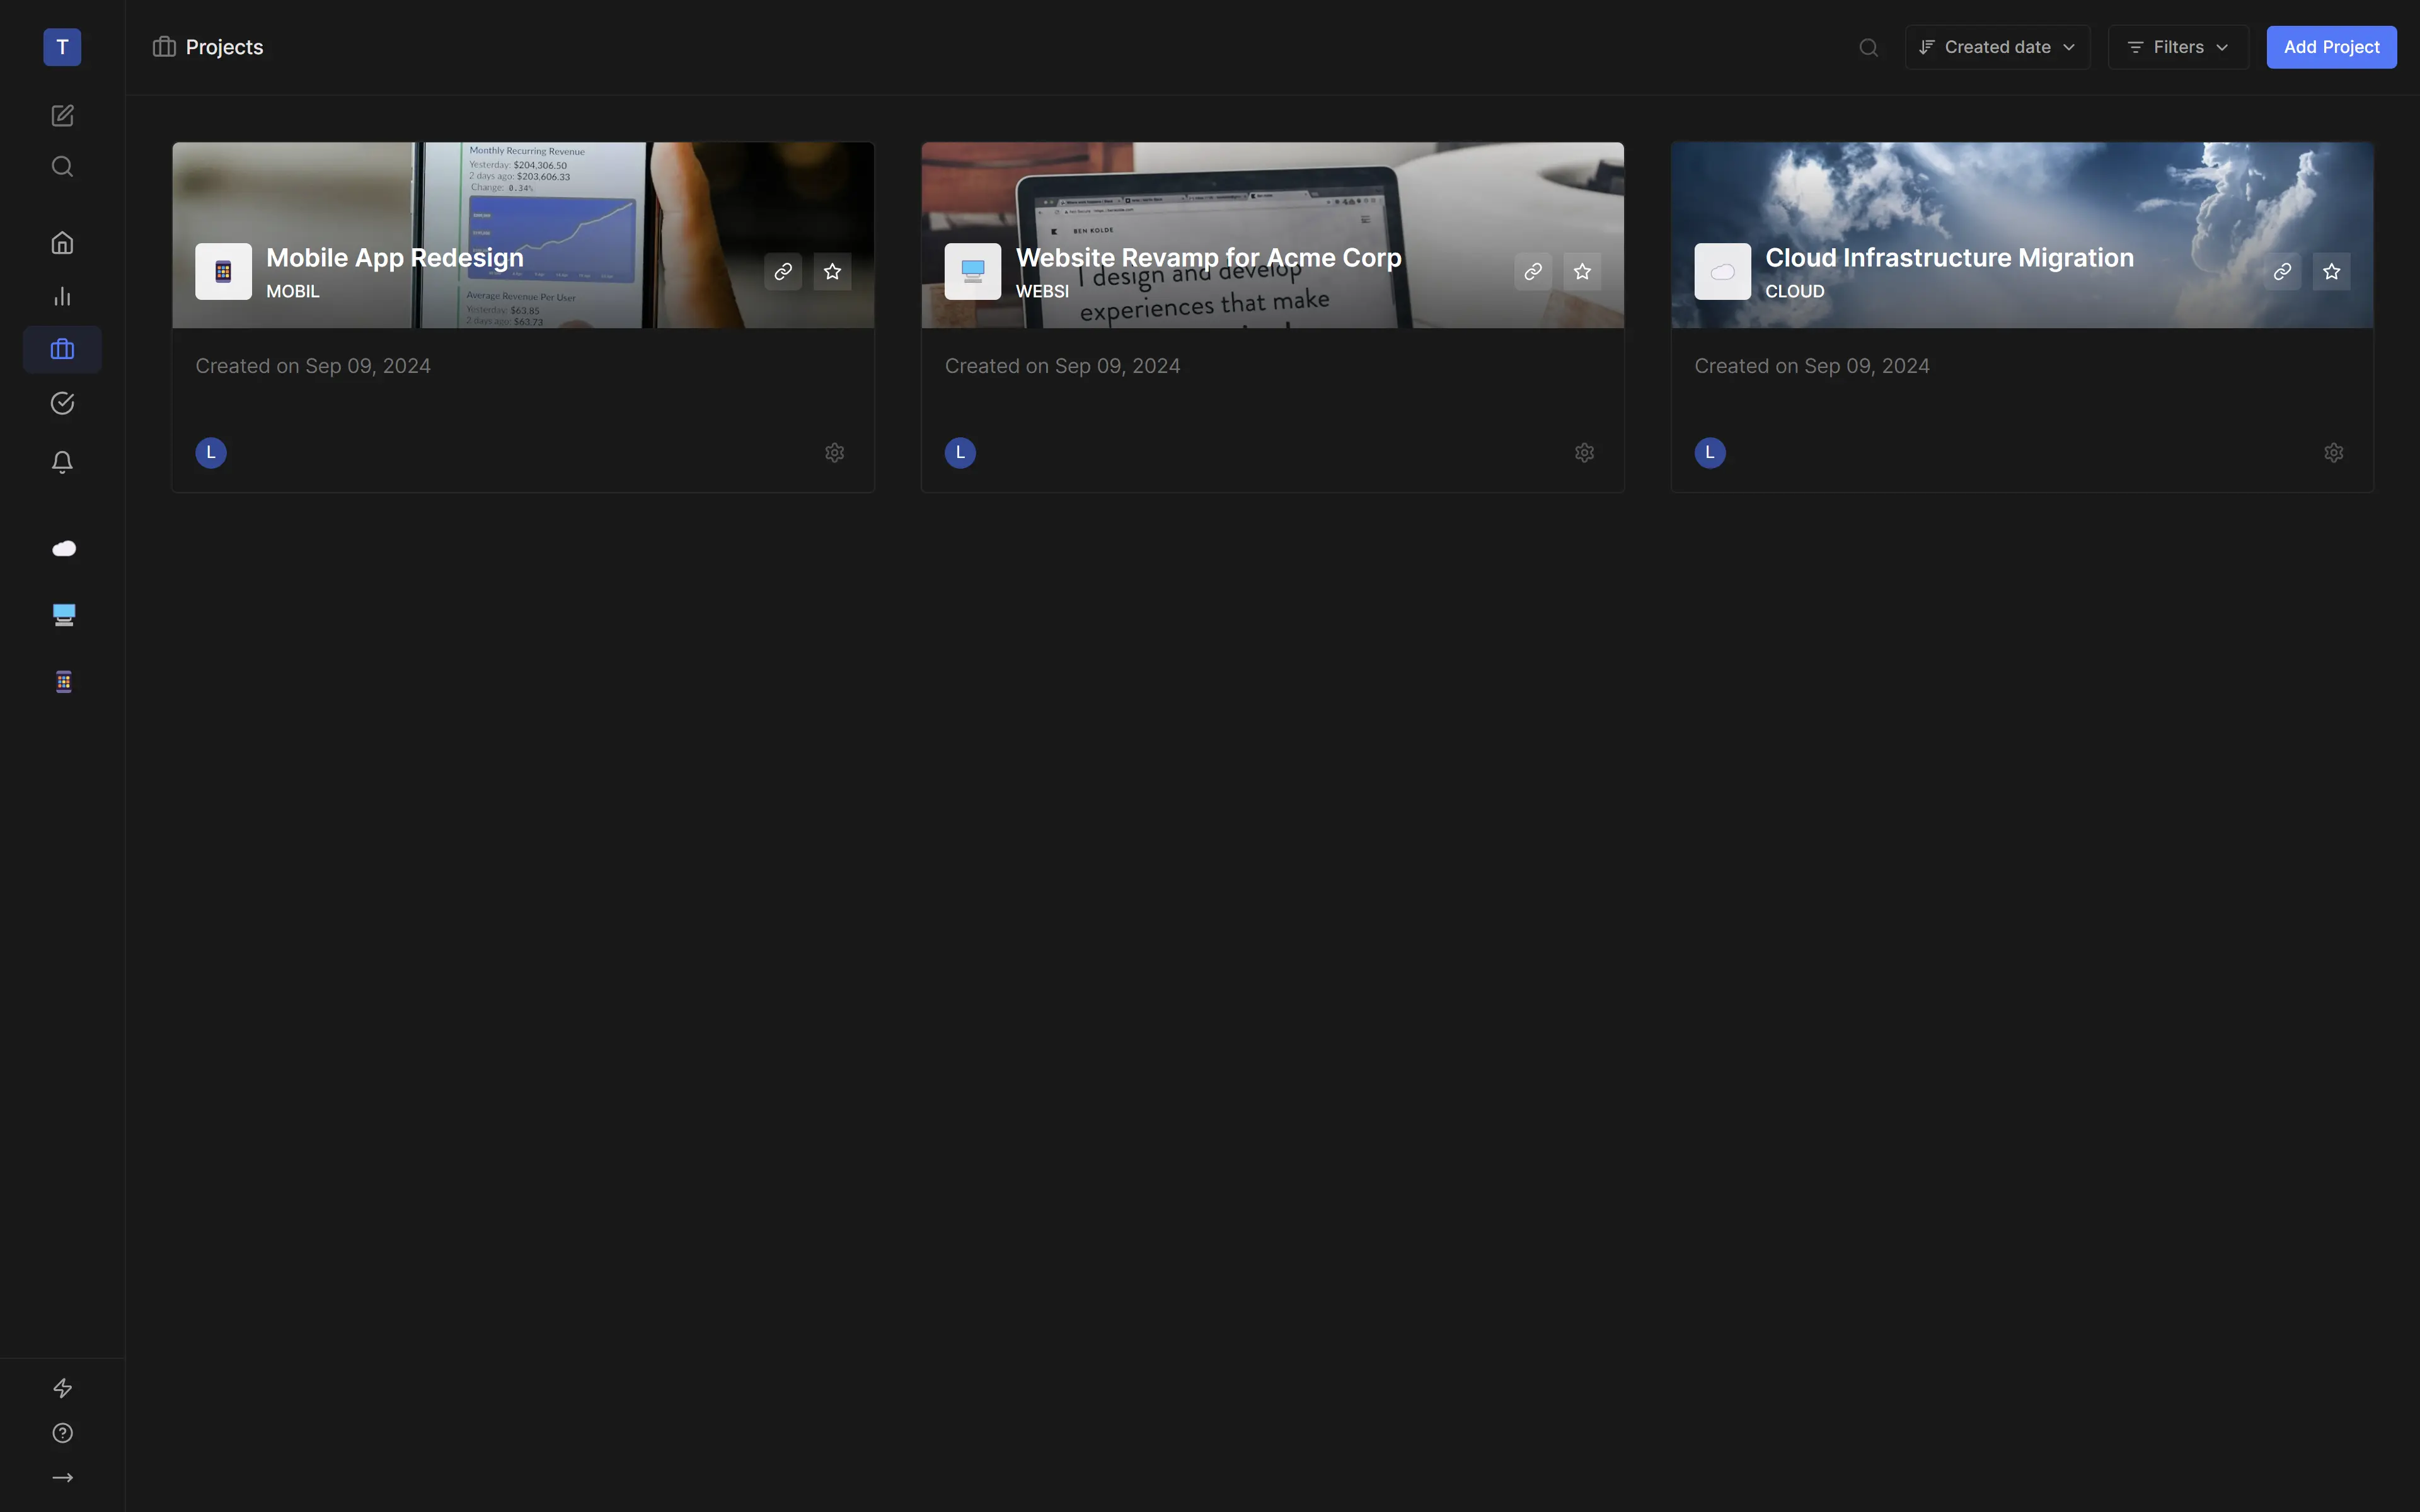 T
Projects
Created date
Filters
Add Project
Monthly Recurring Revenue
Yesterday: $204,306.50
2 days ago: $203,606.33
Change: 0.34%
Mobile App Redesign
MOBIL
Average Revenue Per User
Yesterday: $63.85
2 days ago: $63.73
Created on Sep 09, 2024
L
BEN KOLDE
Website Revamp for Acme Corp
I design and develop
WEBSI
experiences that make
Created on Sep 09, 2024
L
Cloud Infrastructure Migration
CLOUD
Created on Sep 09, 2024
L